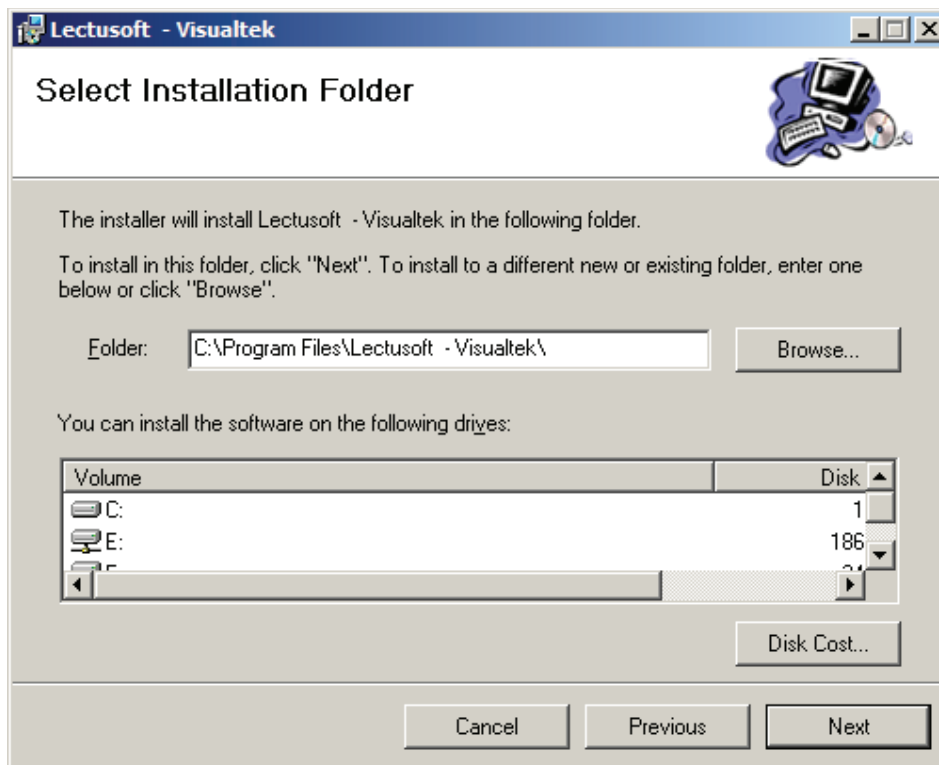 Lectusoft  - Visualtek
Select Installation Folder
The installer will install Lectusoft  - Visualtek in the following folder.
To install in this folder, click "Next". To install to a different new or existing folder, enter one
below or click "Browse".
Folder: C:\Program Files\Lectusoft  - Visualtek\ Browse...
You can install the software on the following drives:
Volume Disk
C: 1
E: 186
Disk Cost...
Cancel Previous Next